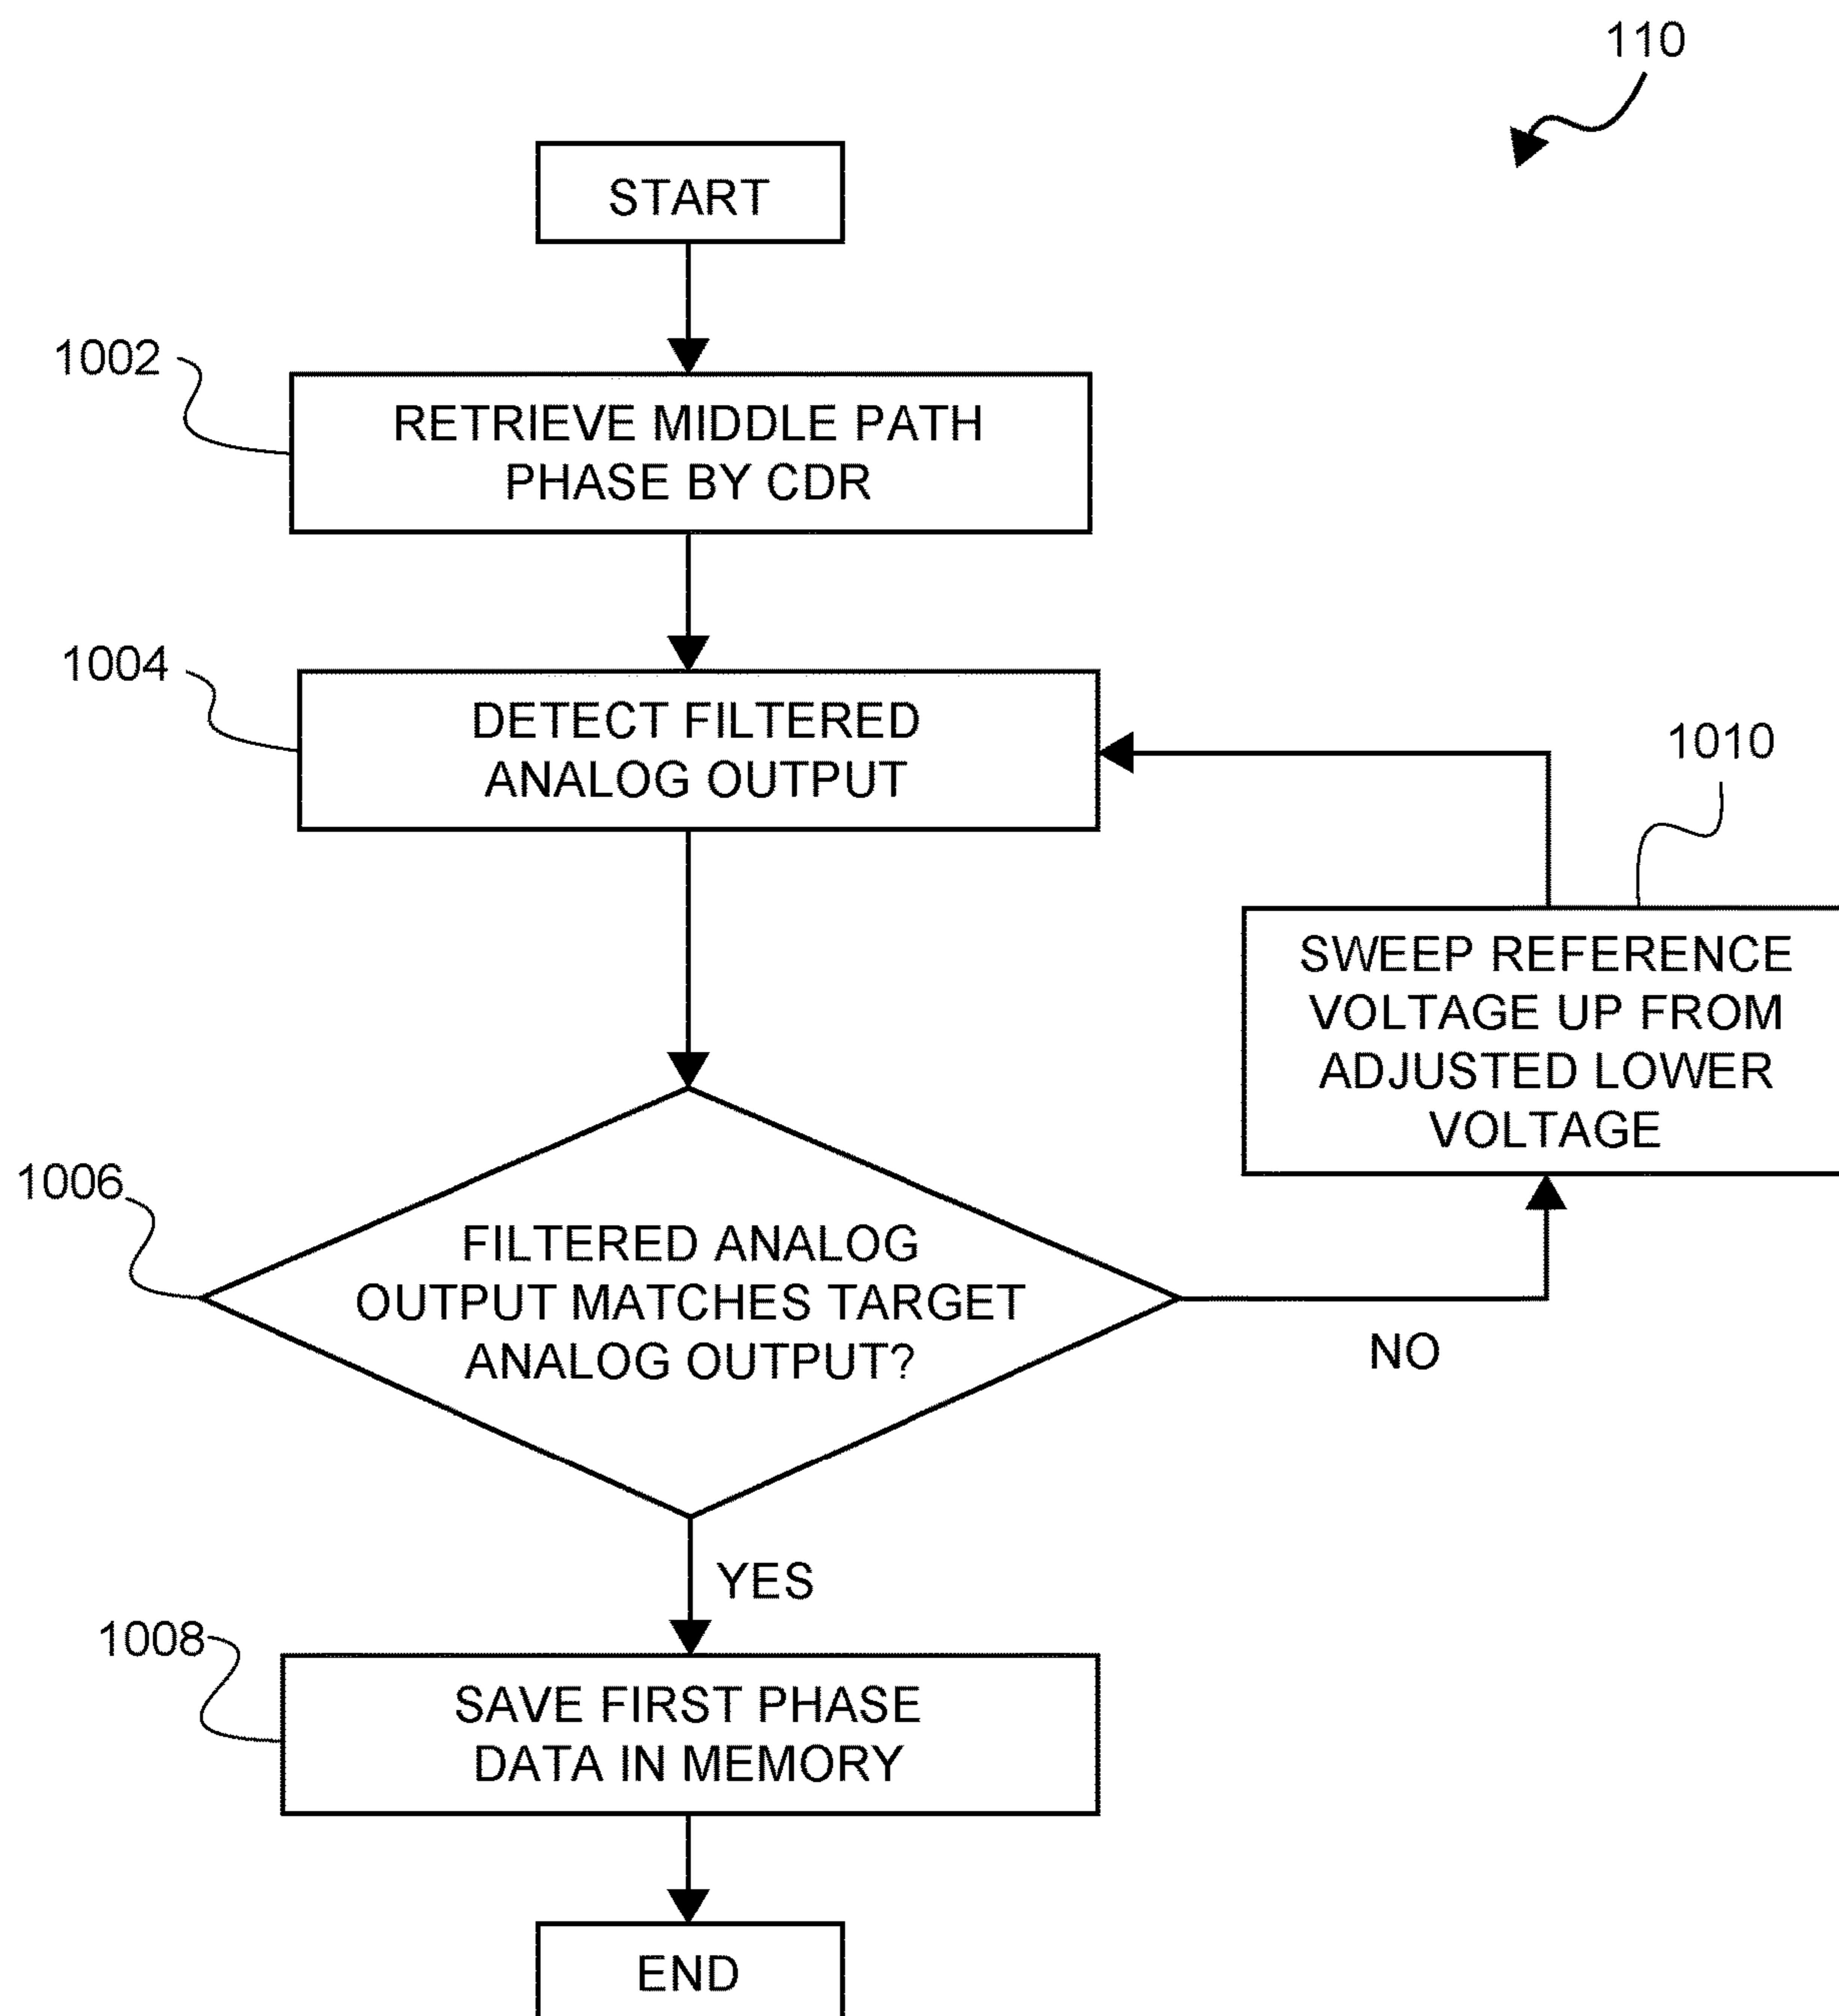 110
START
1002
RETRIEVE MIDDLE PATH
PHASE BY CDR
1004
DETECT FILTERED
ANALOG OUTPUT
1010
SWEEP REFERENCE
VOLTAGE UP FROM
ADJUSTED LOWER
VOLTAGE
1006
FILTERED ANALOG
OUTPUT MATCHES TARGET
ANALOG OUTPUT?
NO
YES
1008
SAVE FIRST PHASE
DATA IN MEMORY
END